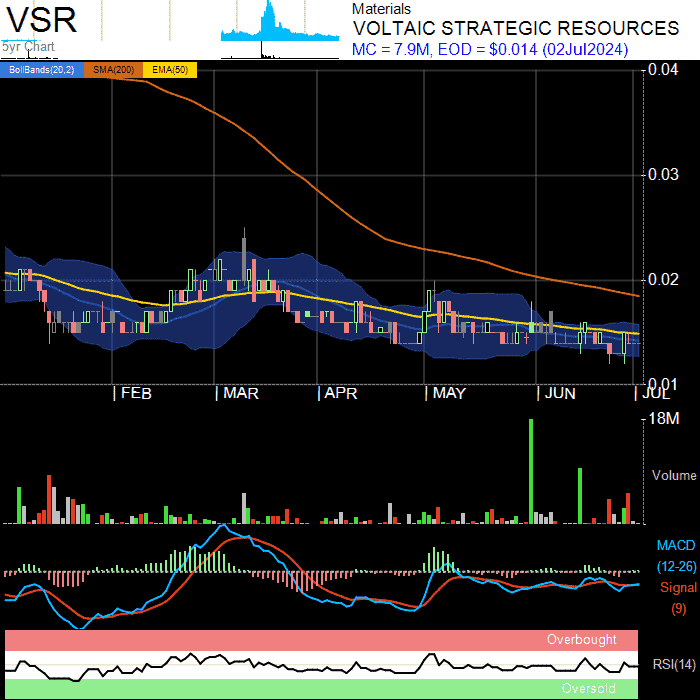 VSR
5yr Chart
Materials
VOLTAIC STRATEGIC RESOURCES
MC = 7.9M, EOD = $0.014 (02Jul2024)
BollBands(20,2) SMA(200) EMA(50)
0.04
0.03
0.02
0.01
| FEB | MAR | APR | MAY | JUN | JUL
18M
Volume
MACD
(12-26)
Signal
(9)
Overbought
RSI(14)
Oversold